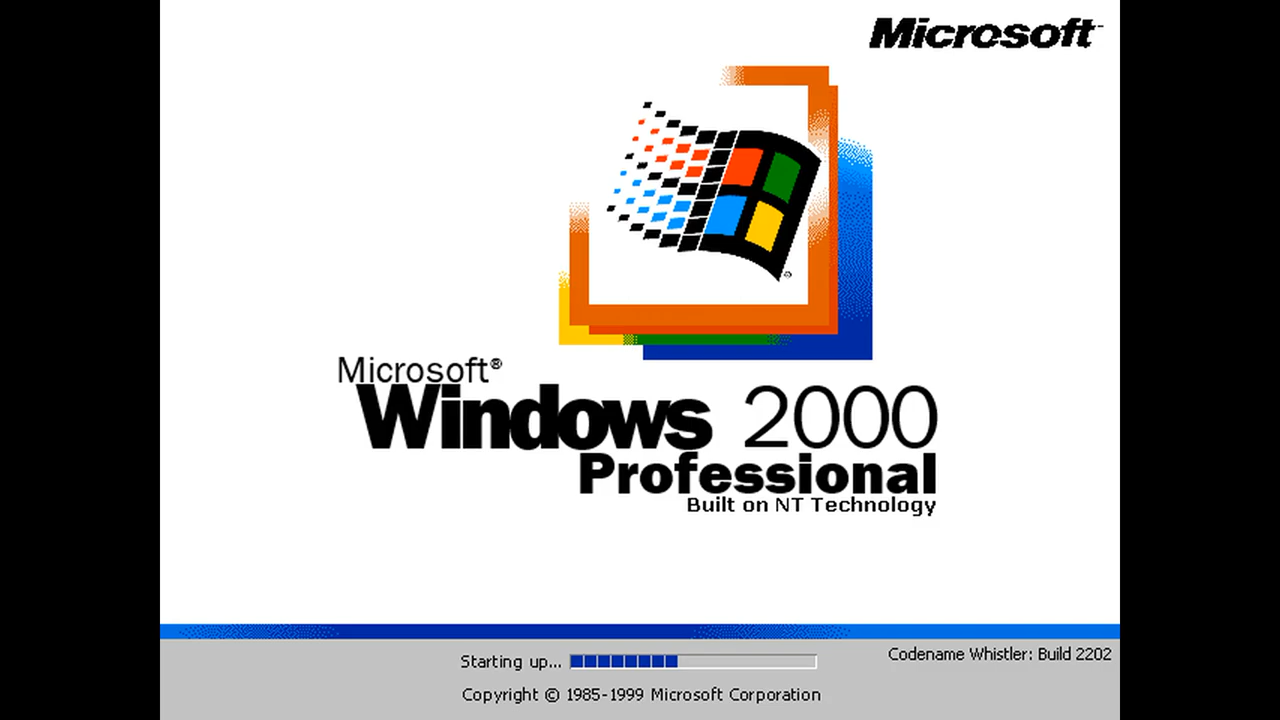 Microsoft
Microsoft®
Windows 2000
Professional
Built on NT Technology
Starting up...
Codename Whistler: Build 2202
Copyright © 1985-1999 Microsoft Corporation